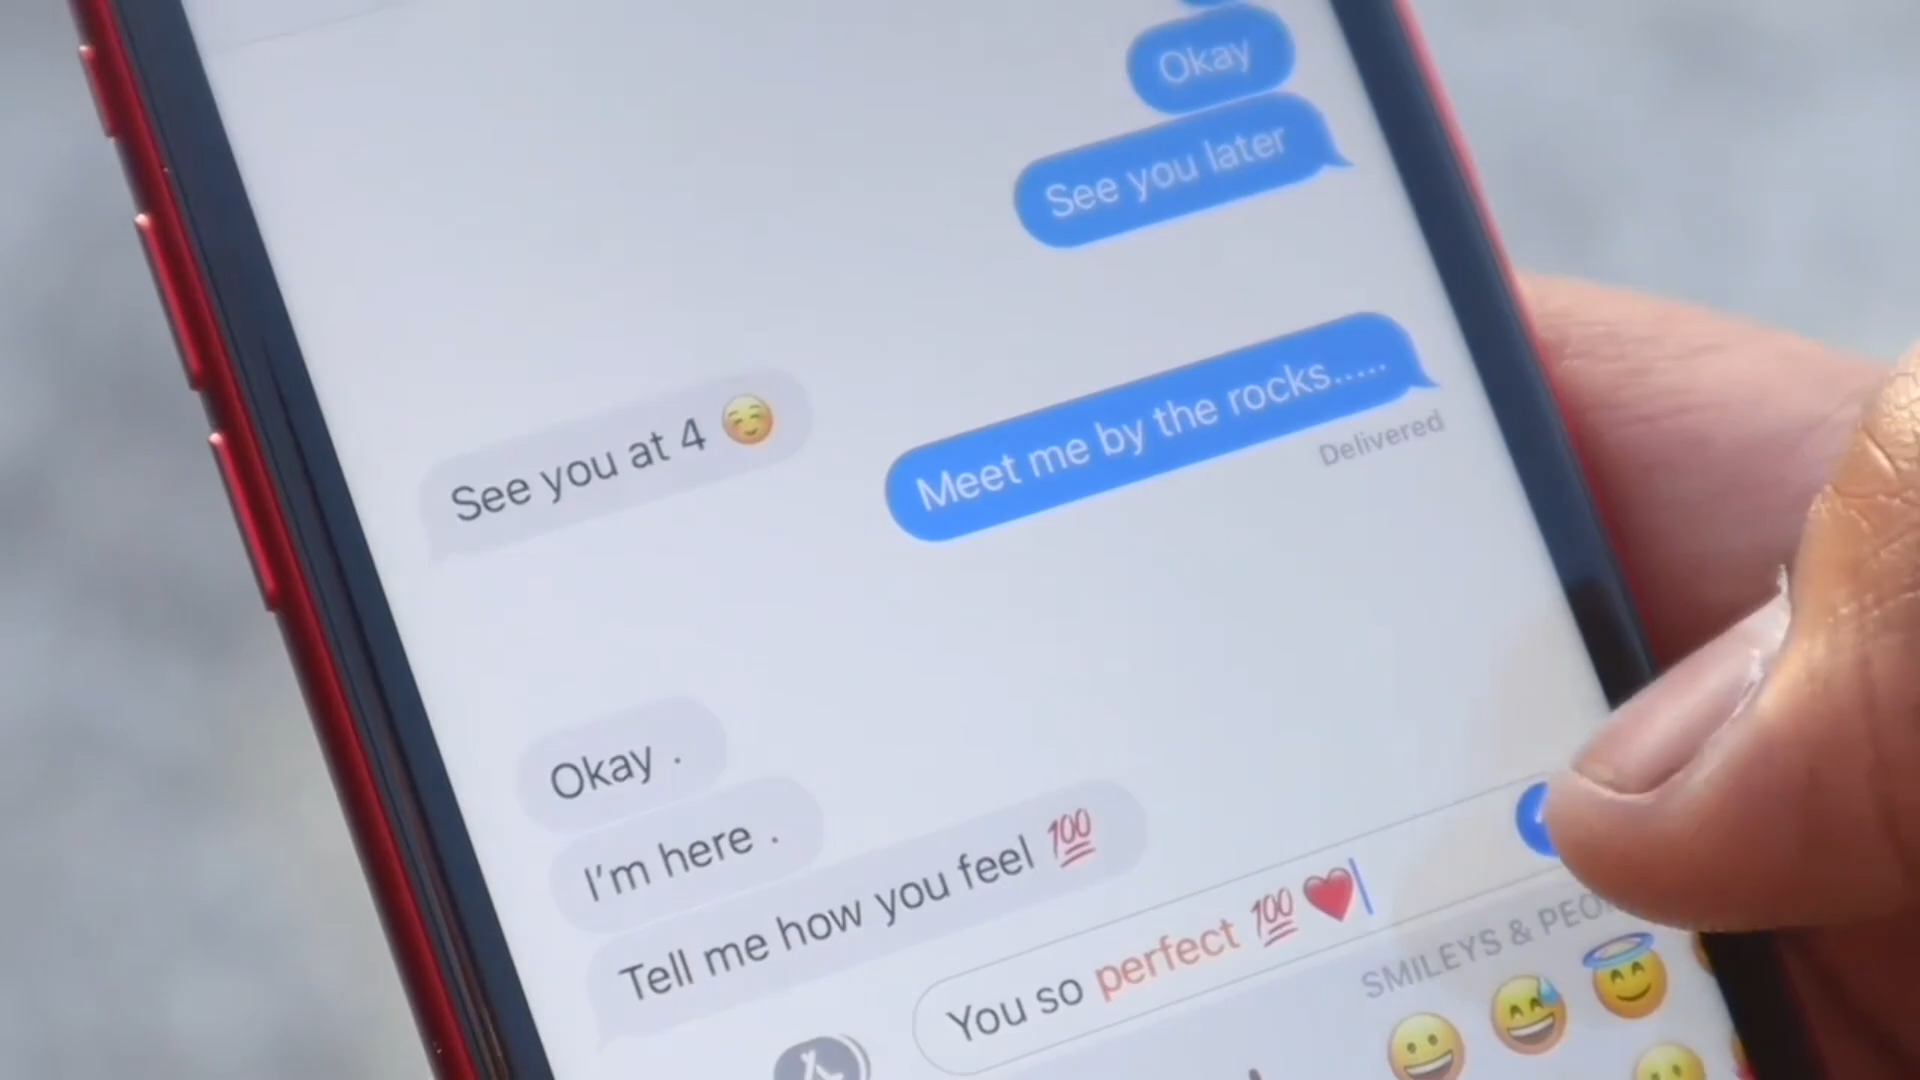 Okay
See you later
See you at 4 ☺️
Meet me by the rocks.....
Delivered
Okay .
I'm here .
Tell me how you feel 💯
You so perfect 💯❤️
SMILEYS &